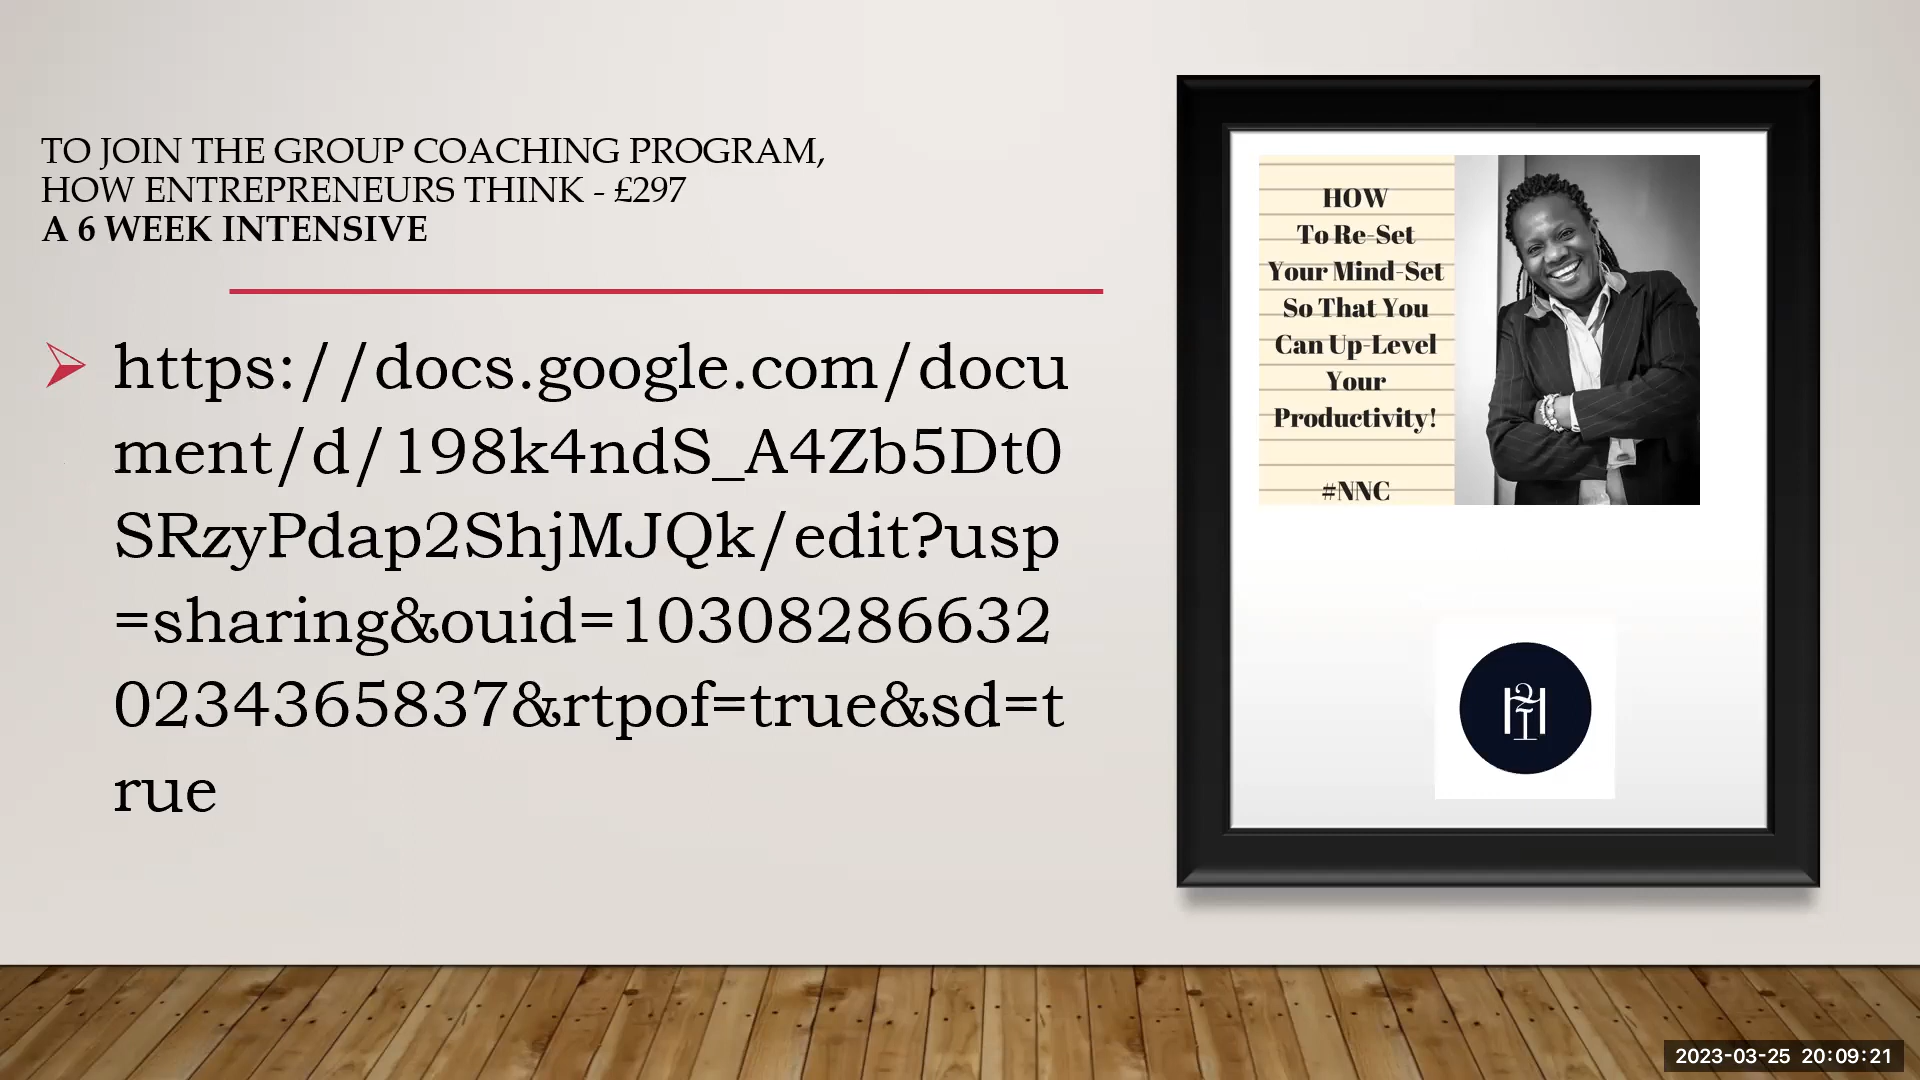 TO JOIN THE GROUP COACHING PROGRAM,
HOW ENTREPRENEURS THINK - £297
A 6 WEEK INTENSIVE
https://docs.google.com/docu
ment/d/198k4ndS_A4Zb5Dt0
SRzyPdap2ShjMJQk/edit?usp
=sharing&ouid=10308286632
0234365837&rtpof=true&sd=t
rue
HOW
To Re-Set
Your Mind-Set
So That You
Can Up-Level
Your
Productivity!
#NNC
2023-03-25 20:09:21